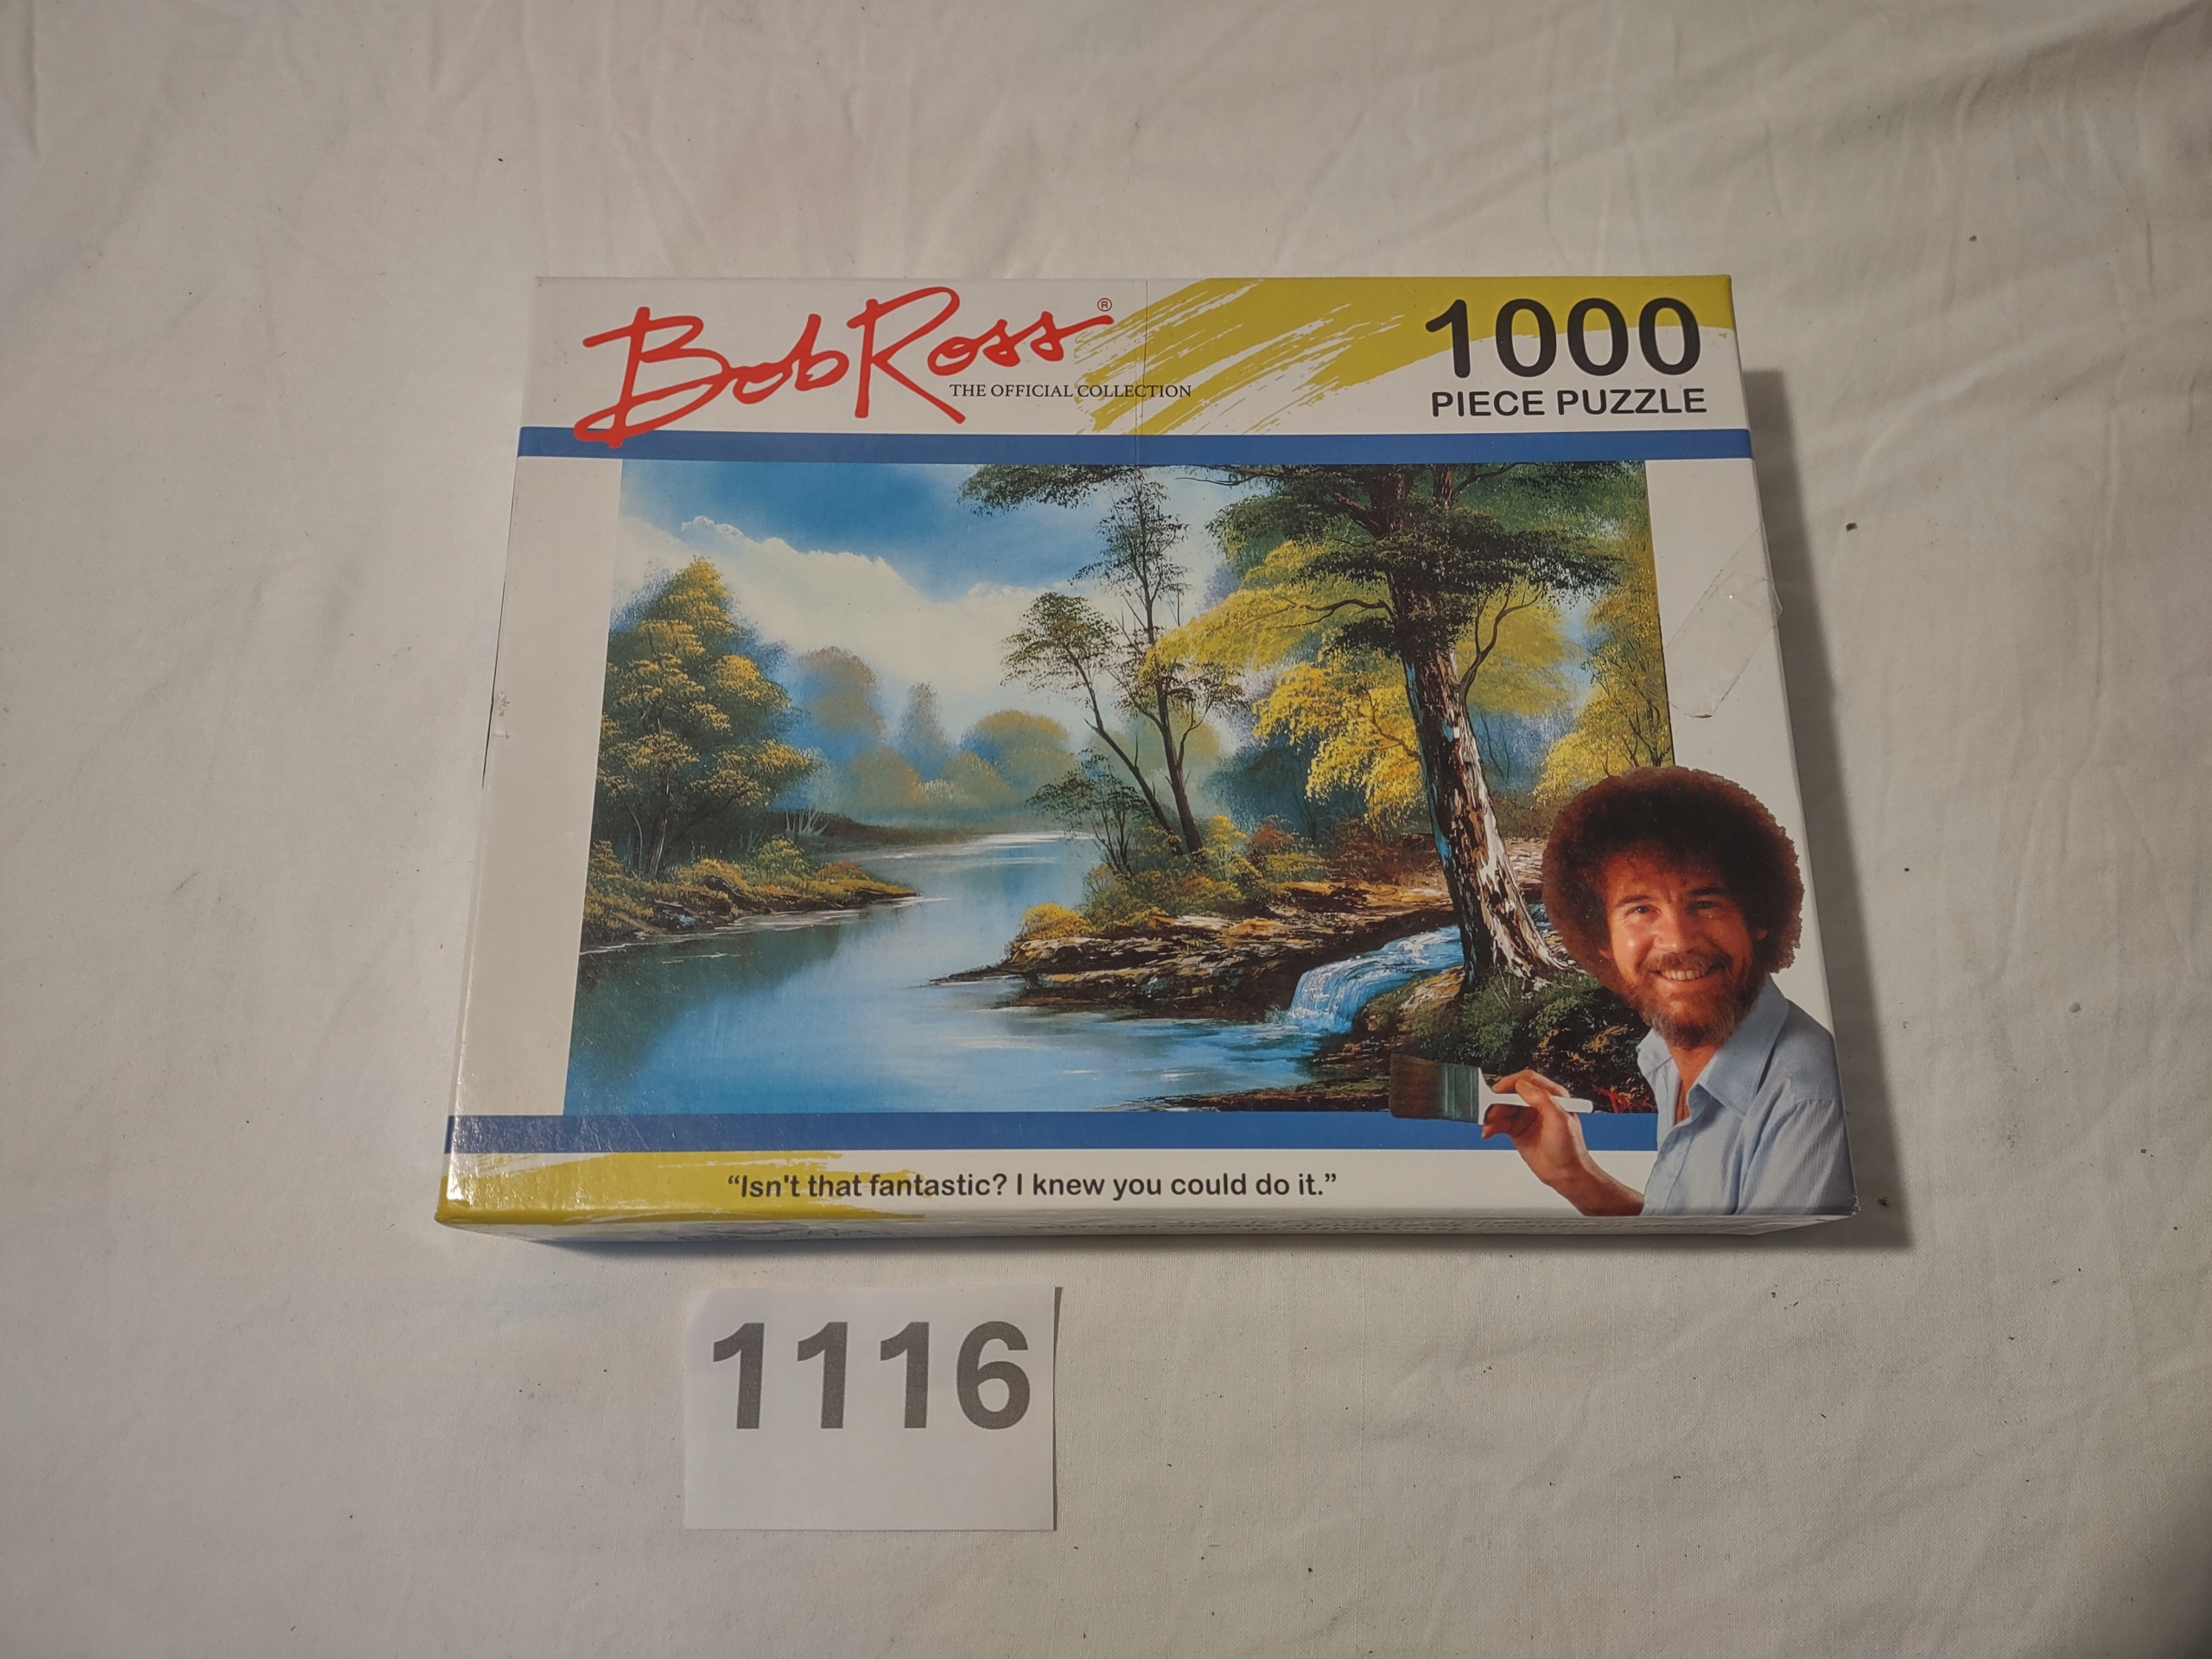 Bob Ross®
THE OFFICIAL COLLECTION
1000
PIECE PUZZLE
“Isn't that fantastic? I knew you could do it.”
1116